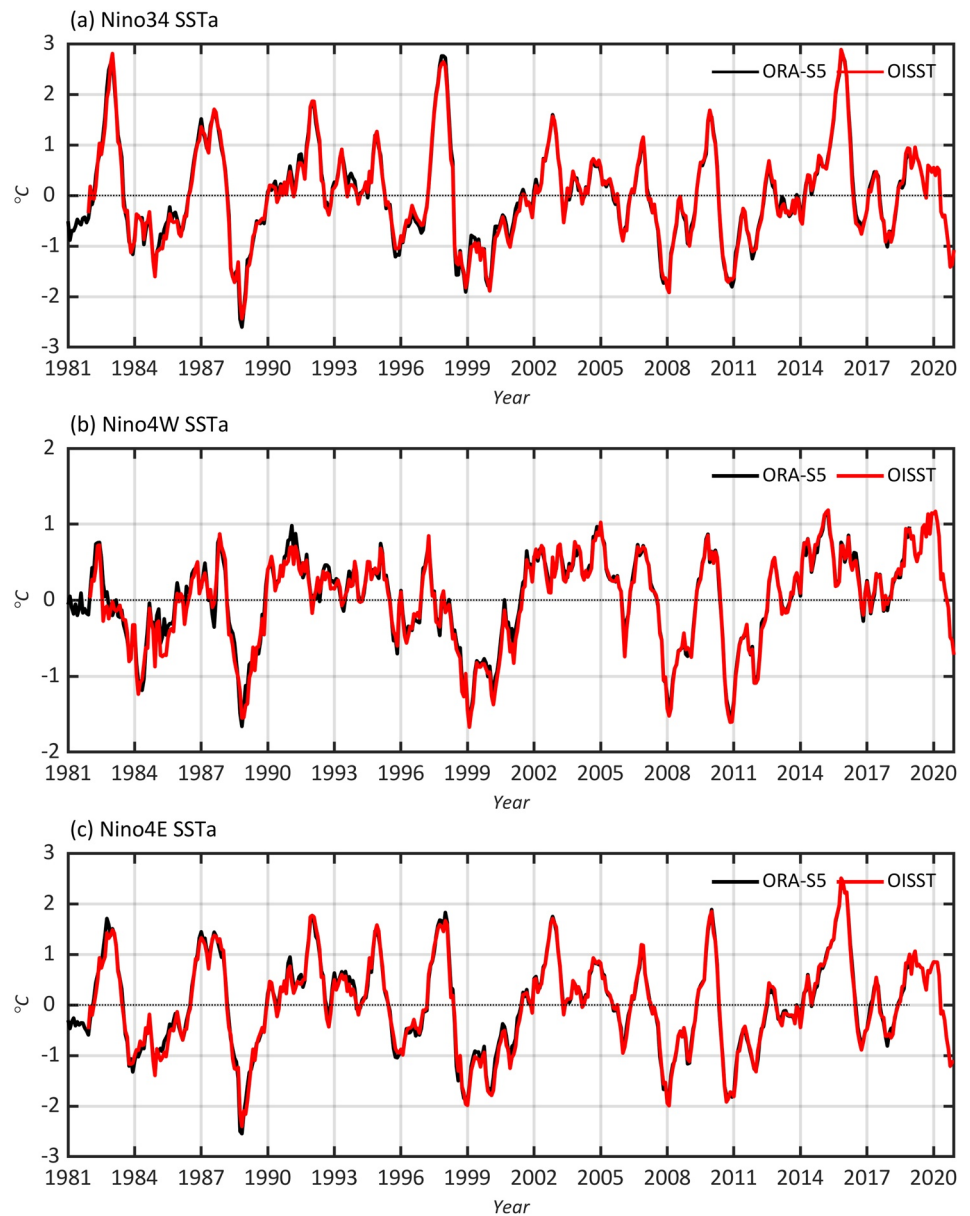 (a) Nino34 SSTa
3
2
1
0
-1
-2
-3
°C
ORA-S5 OISST
1981 1984 1987 1990 1993 1996 1999 2002 2005 2008 2011 2014 2017 2020
Year
(b) Nino4W SSTa
2
1
0
-1
-2
°C
ORA-S5 OISST
1981 1984 1987 1990 1993 1996 1999 2002 2005 2008 2011 2014 2017 2020
Year
(c) Nino4E SSTa
3
2
1
0
-1
-2
-3
°C
ORA-S5 OISST
1981 1984 1987 1990 1993 1996 1999 2002 2005 2008 2011 2014 2017 2020
Year